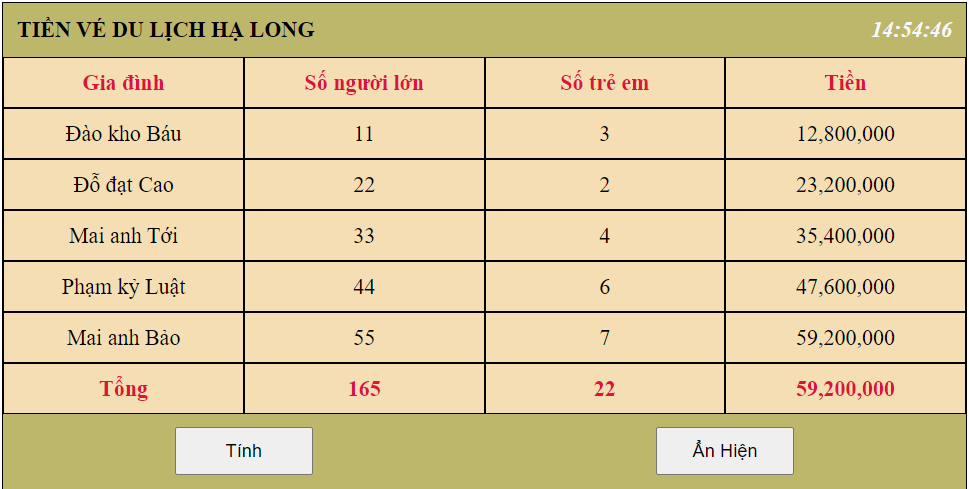 TIỀN VÉ DU LỊCH HẠ LONG 14:54:46
Gia đình Số người lớn Số trẻ em Tiền
Đào kho Báu 11 3 12,800,000
Đỗ đạt Cao 22 2 23,200,000
Mai anh Tới 33 4 35,400,000
Phạm kỷ Luật 44 6 47,600,000
Mai anh Bảo 55 7 59,200,000
Tổng 165 22 59,200,000
Tính Ẩn Hiện